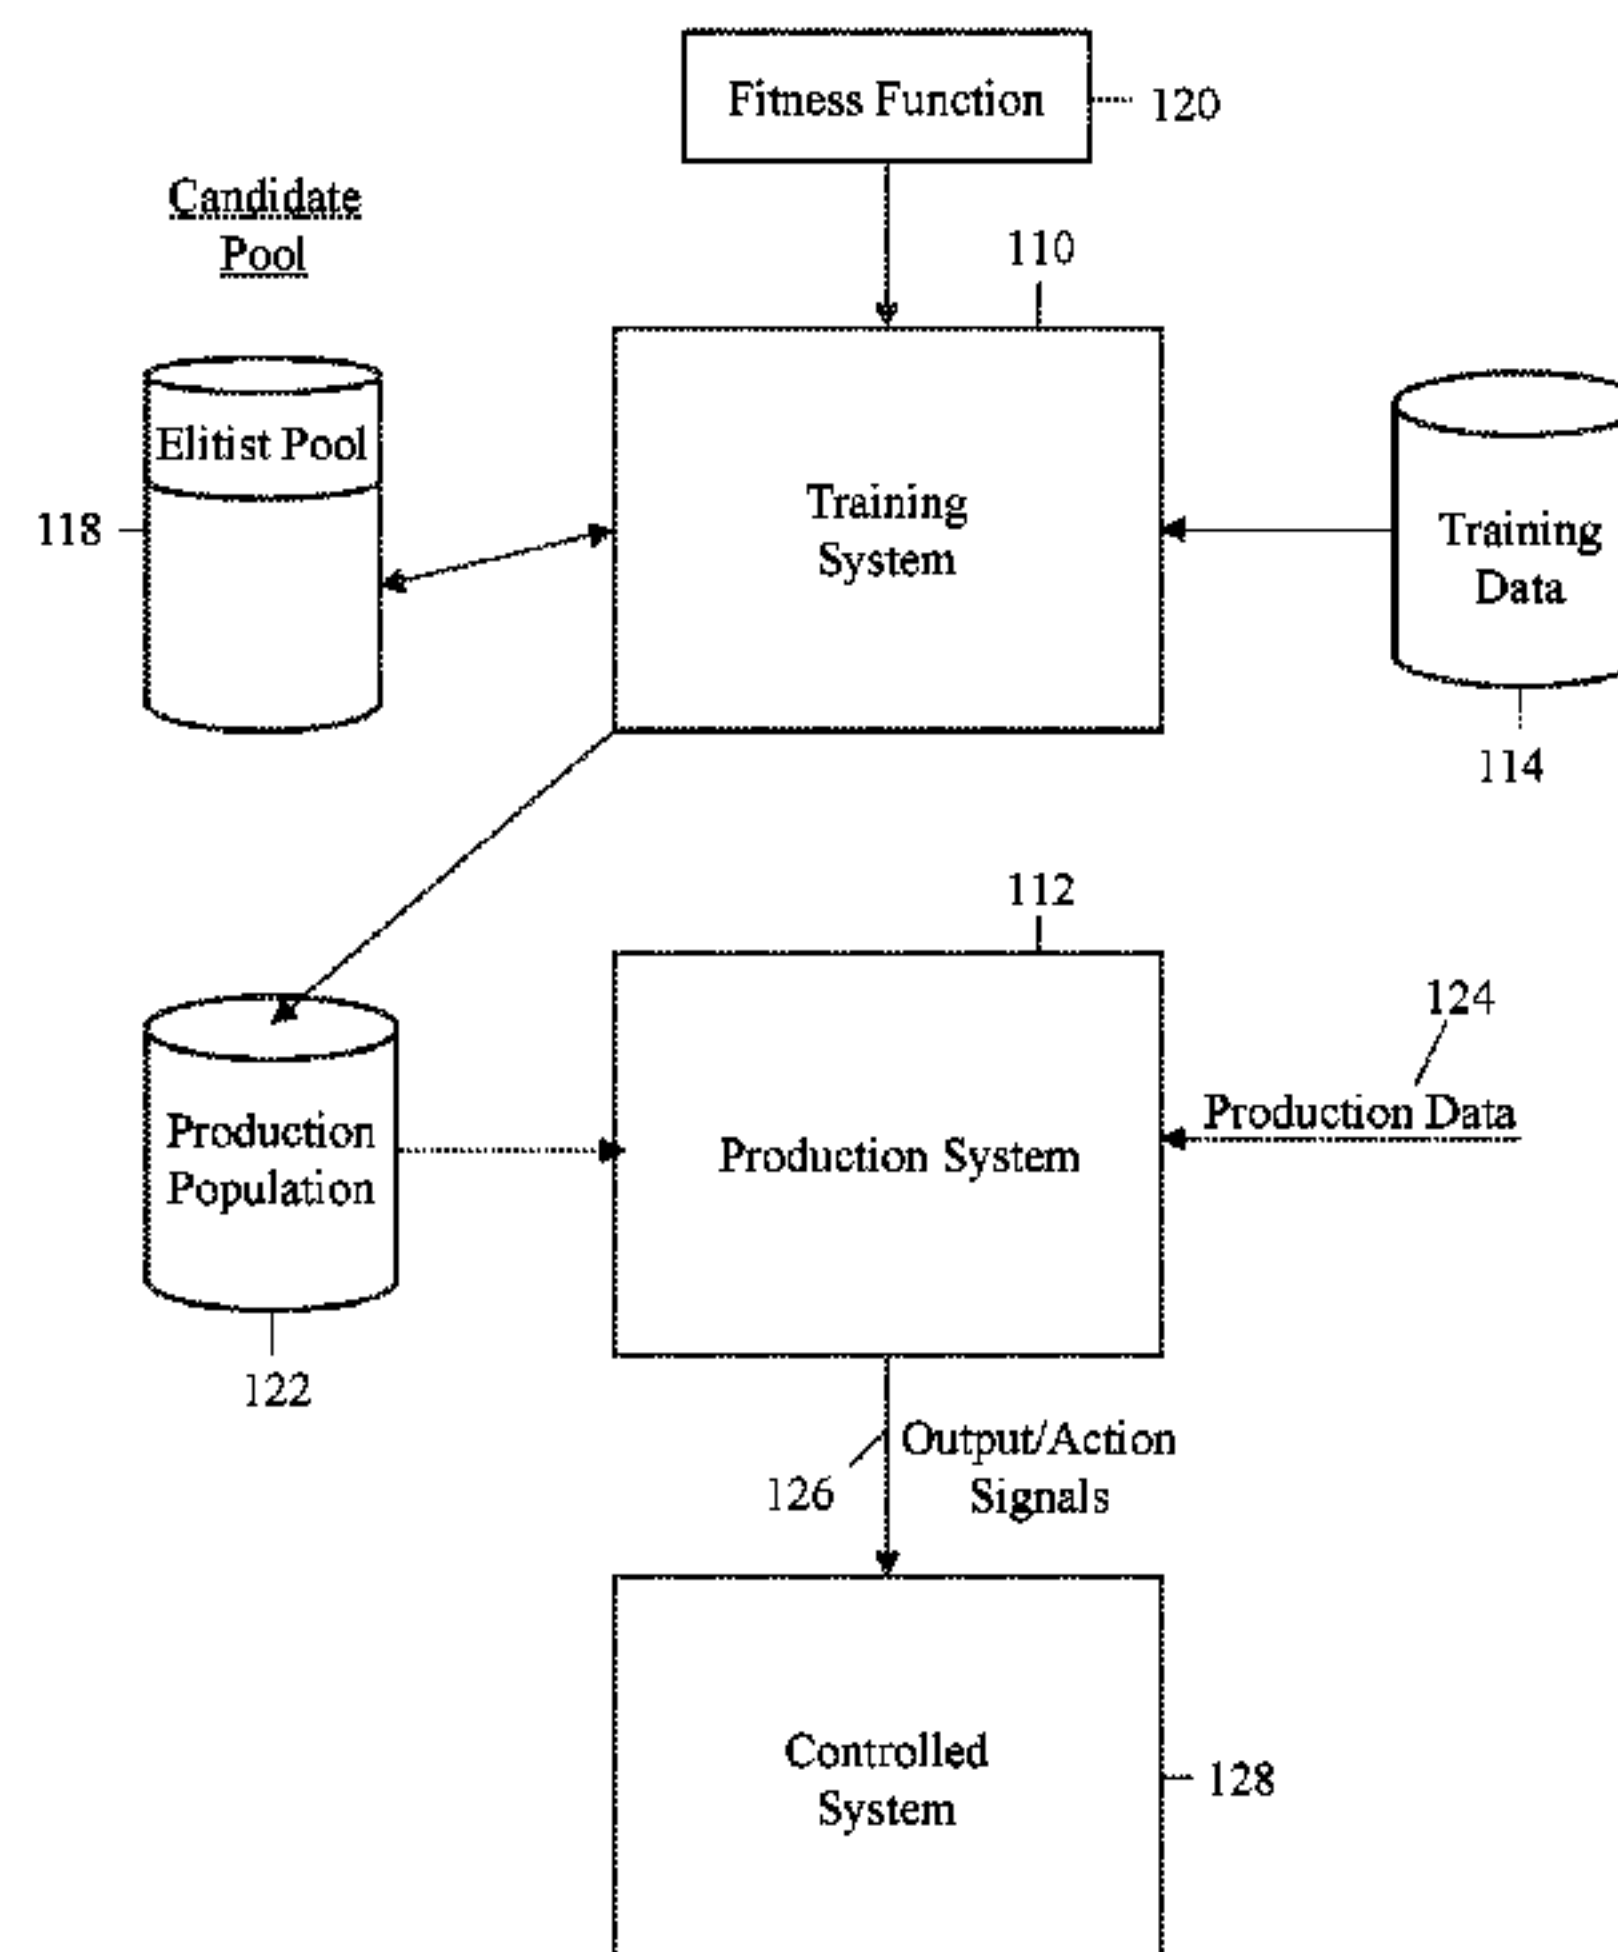 Fitness Function
120
Candidate
Pool
110
Elitist Pool
118
Training
System
Training
Data
114
112
124
Production Data
Production
Population
Production System
122
Output/Action
Signals
126
Controlled
System
128